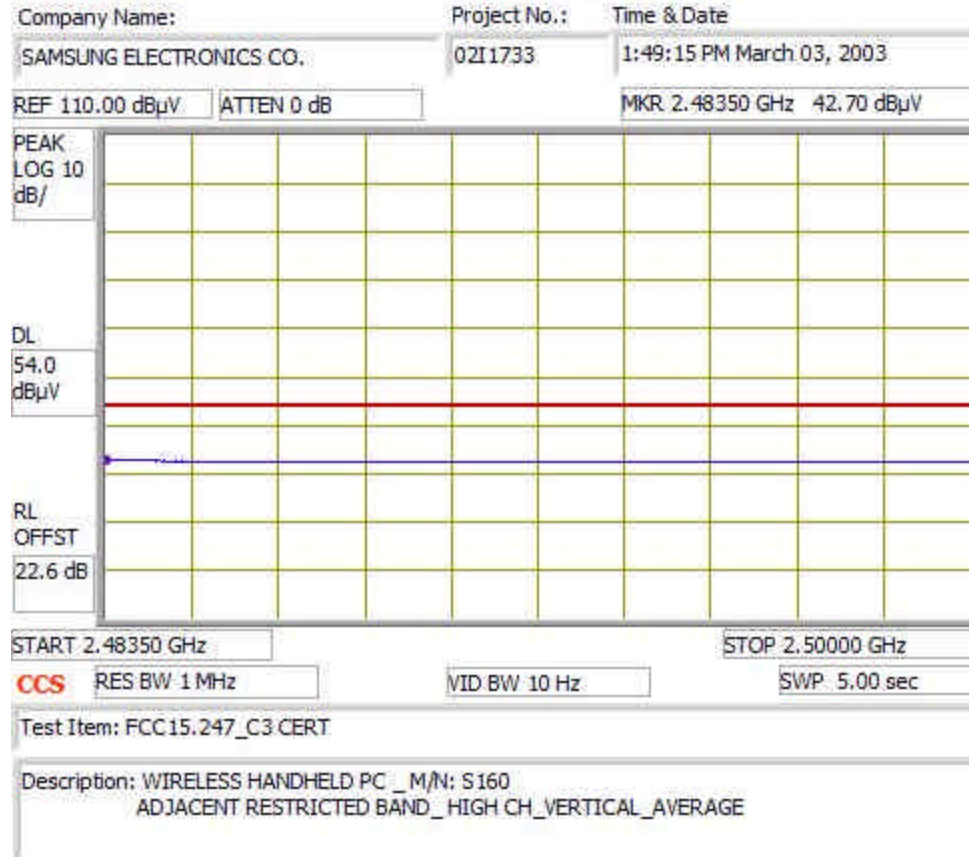 Company Name:
Project No.:
Time & Date
SAMSUNG ELECTRONICS CO.
02I1733
1:49:15 PM March 03, 2003
REF 110.00 dBµV
ATTEN 0 dB
MKR 2.48350 GHz 42.70 dBµV
PEAK
LOG 10
dB/
DL
54.0
dBµV
RL
OFFST
22.6 dB
START 2.48350 GHz
STOP 2.50000 GHz
CCS
RES BW 1 MHz
VID BW 10 Hz
SWP 5.00 sec
Test Item: FCC15.247_C3 CERT
Description: WIRELESS HANDHELD PC _ M/N: S160
ADJACENT RESTRICTED BAND_ HIGH CH_VERTICAL_AVERAGE